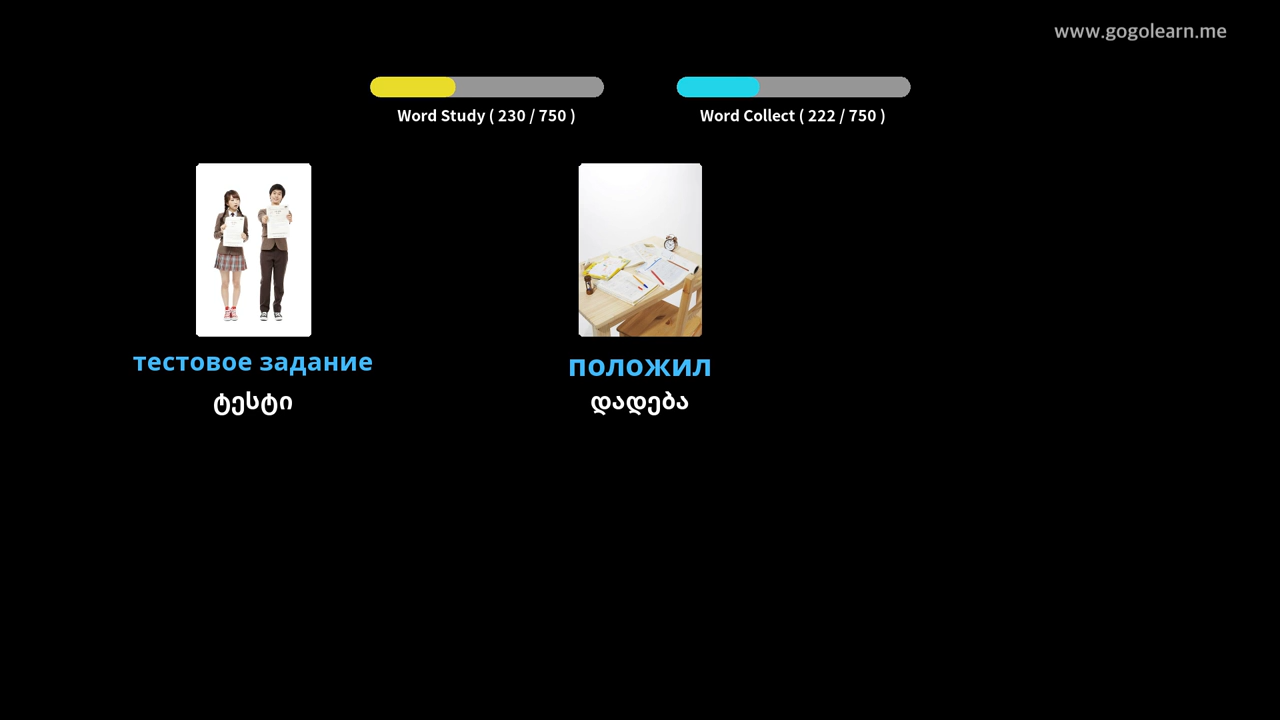 www.gogolearn.me
Word Study ( 230 / 750 )
Word Collect ( 222 / 750 )
тестовое задание
положил
ტესტი
დადება